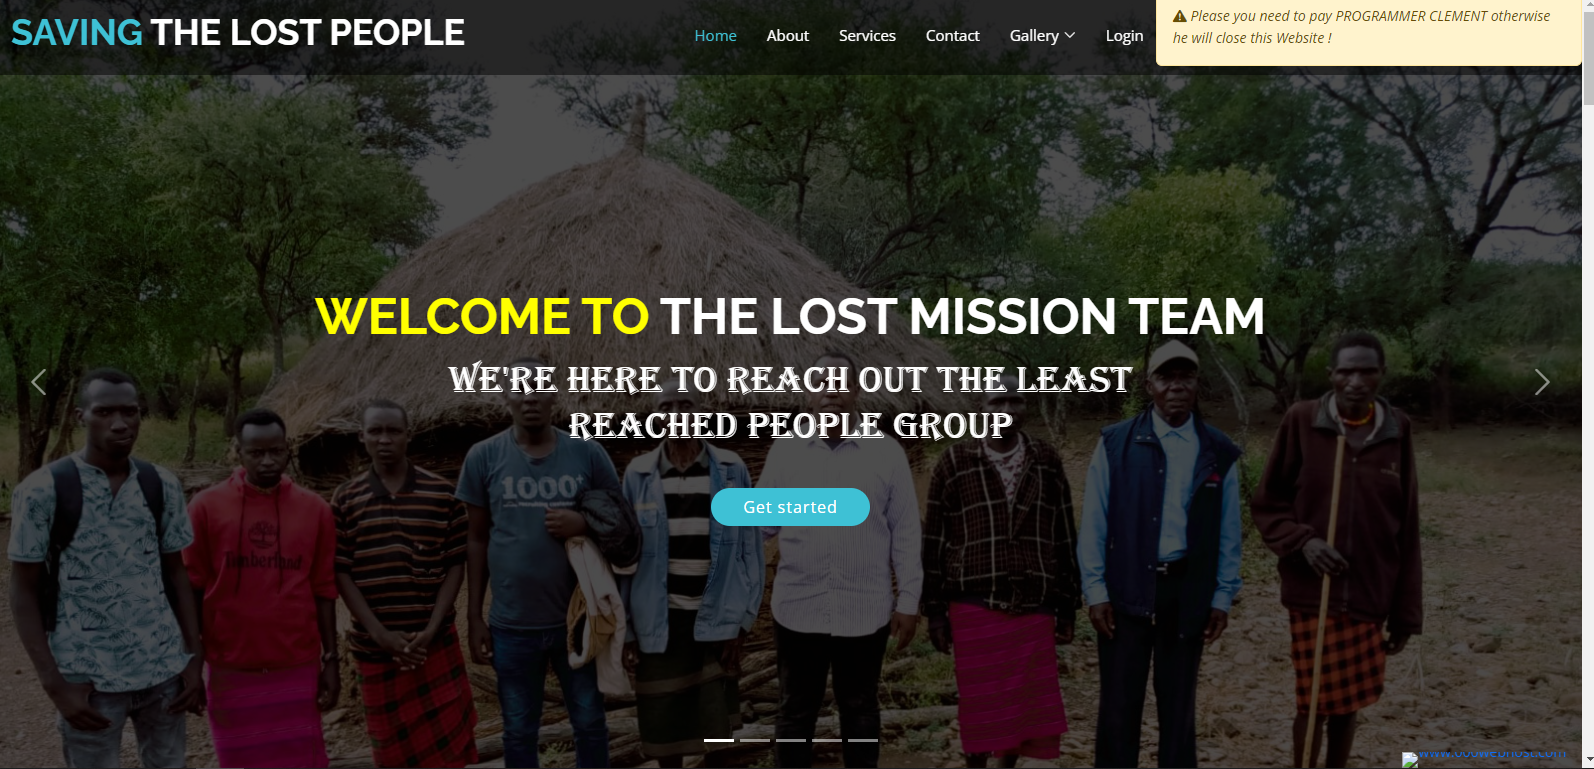 SAVING THE LOST PEOPLE
Home About Services Contact Gallery Login
Please you need to pay PROGRAMMER CLEMENT otherwise
he will close this Website !
WELCOME TO THE LOST MISSION TEAM
WE'RE HERE TO REACH OUT THE LEAST
REACHED PEOPLE GROUP
1000+
Timberland
Get started
www.000webhost.com